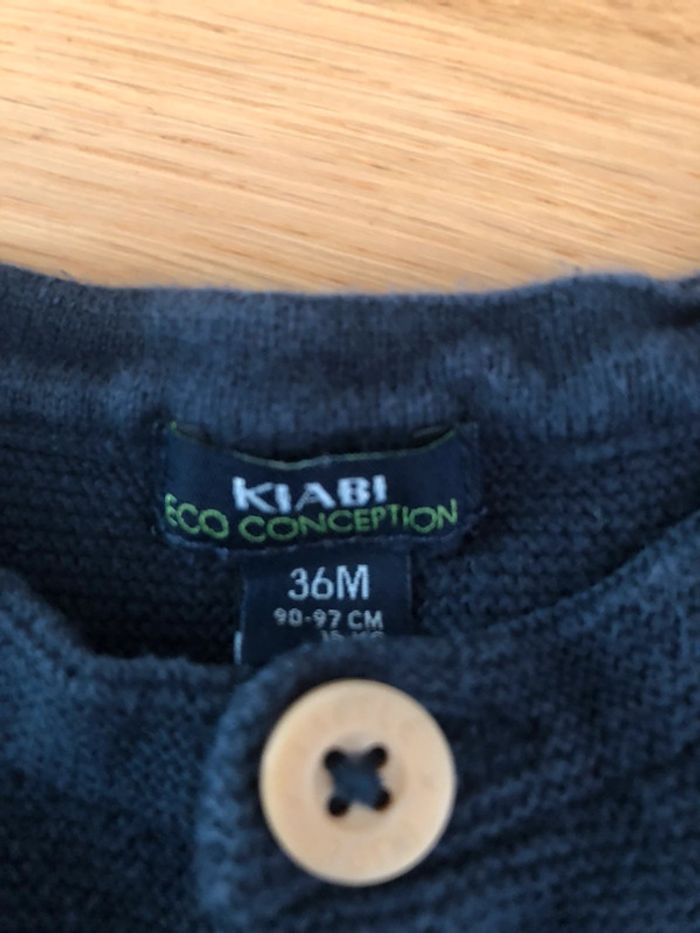 KIABI
ECO CONCEPTION
36M
90-97 CM